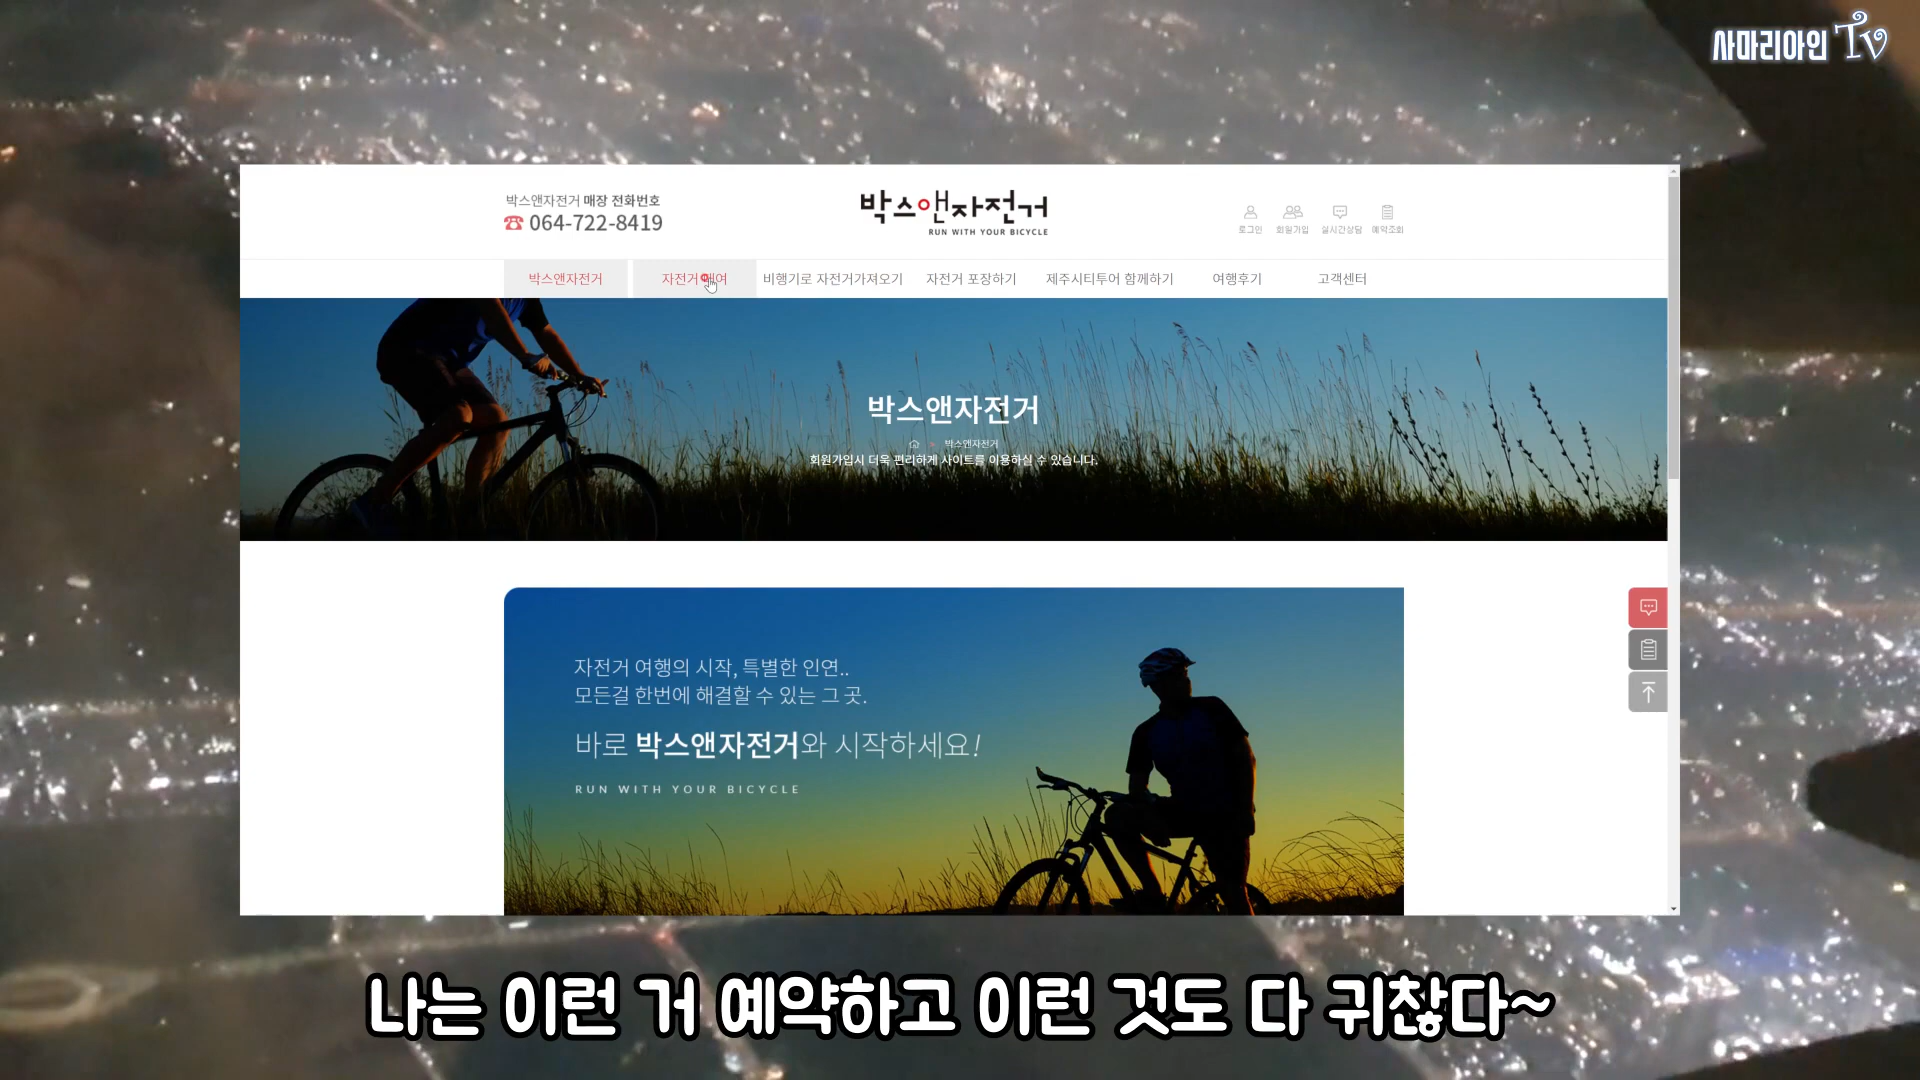 사마리아인 Tv
박스앤자전거 매장 전화번호
064-722-8419
박스앤자전거
RUN WITH YOUR BICYCLE
로그인 회원가입 실시간상담 예약조회
박스앤자전거 자전거 대여 비행기로 자전거가져오기 자전거 포장하기 제주시티투어 함께하기 여행후기 고객센터
박스앤자전거
박스앤자전거
회원가입시 더욱 편리하게 사이트를 이용하실 수 있습니다.
자전거 여행의 시작, 특별한 인연..
모든걸 한번에 해결할 수 있는 그 곳.
바로 박스앤자전거와 시작하세요!
RUN WITH YOUR BICYCLE
나는 이런 거 예약하고 이런 것도 다 귀찮다~